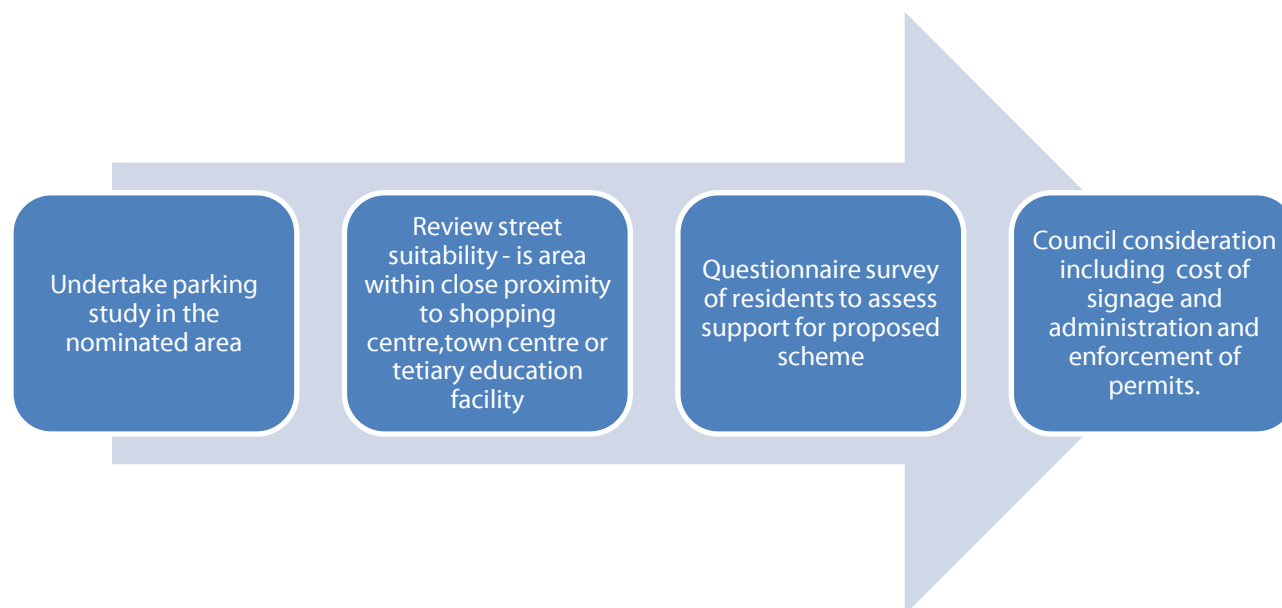 Undertake parking
study in the
nominated area
Review street
suitability - is area
within close proximity
to shopping
centre,town centre or
tetiary education
facility
Questionnaire survey
of residents to assess
support for proposed
scheme
Council consideration
including  cost of
signage and
administration and
enforcement of
permits.